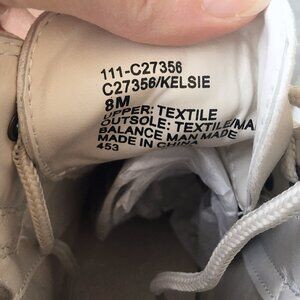 111-C27356
C27356/KELSIE
8M
UPPER: TEXTILE
OUTSOLE: TEXTILE/MA
BALANCE MAN MADE
MADE IN CHINA
453